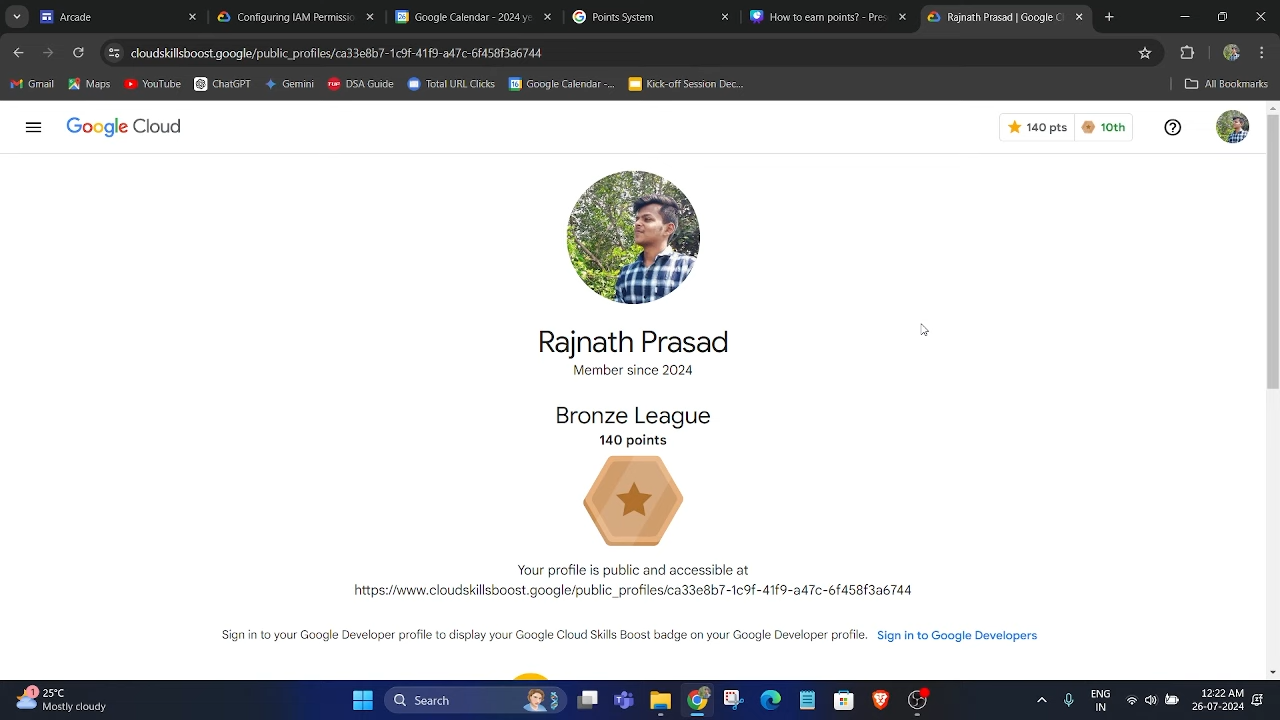 Arcade
Configuring IAM Permissio
Google Calendar - 2024 ye
Points System
How to earn points? - Pres
Rajnath Prasad | Google Cl
cloudskillsboost.google/public_profiles/ca33e8b7-1c9f-41f9-a47c-6f458f3a6744
Gmail
Maps
YouTube
ChatGPT
Gemini
DSA Guide
Total URL Clicks
Google Calendar -...
Kick-off Session Dec...
All Bookmarks
Google Cloud
140 pts
10th
Rajnath Prasad
Member since 2024
Bronze League
140 points
Your profile is public and accessible at
https://www.cloudskillsboost.google/public_profiles/ca33e8b7-1c9f-41f9-a47c-6f458f3a6744
Sign in to your Google Developer profile to display your Google Cloud Skills Boost badge on your Google Developer profile. Sign in to Google Developers
1
25°C
Mostly cloudy
Search
ENG
IN
12:22 AM
26-07-2024